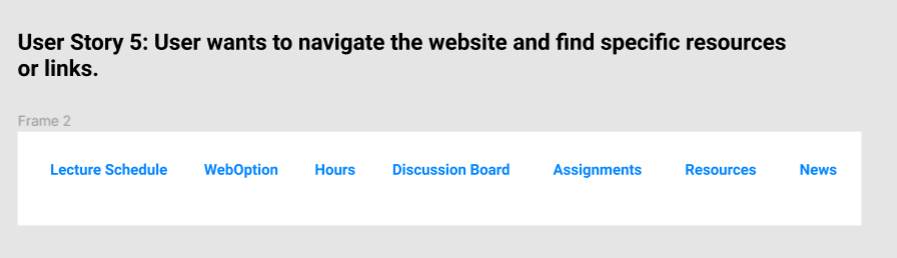 User Story 5: User wants to navigate the website and find specific resources
or links.
Frame 2
Lecture Schedule WebOption Hours Discussion Board Assignments Resources News